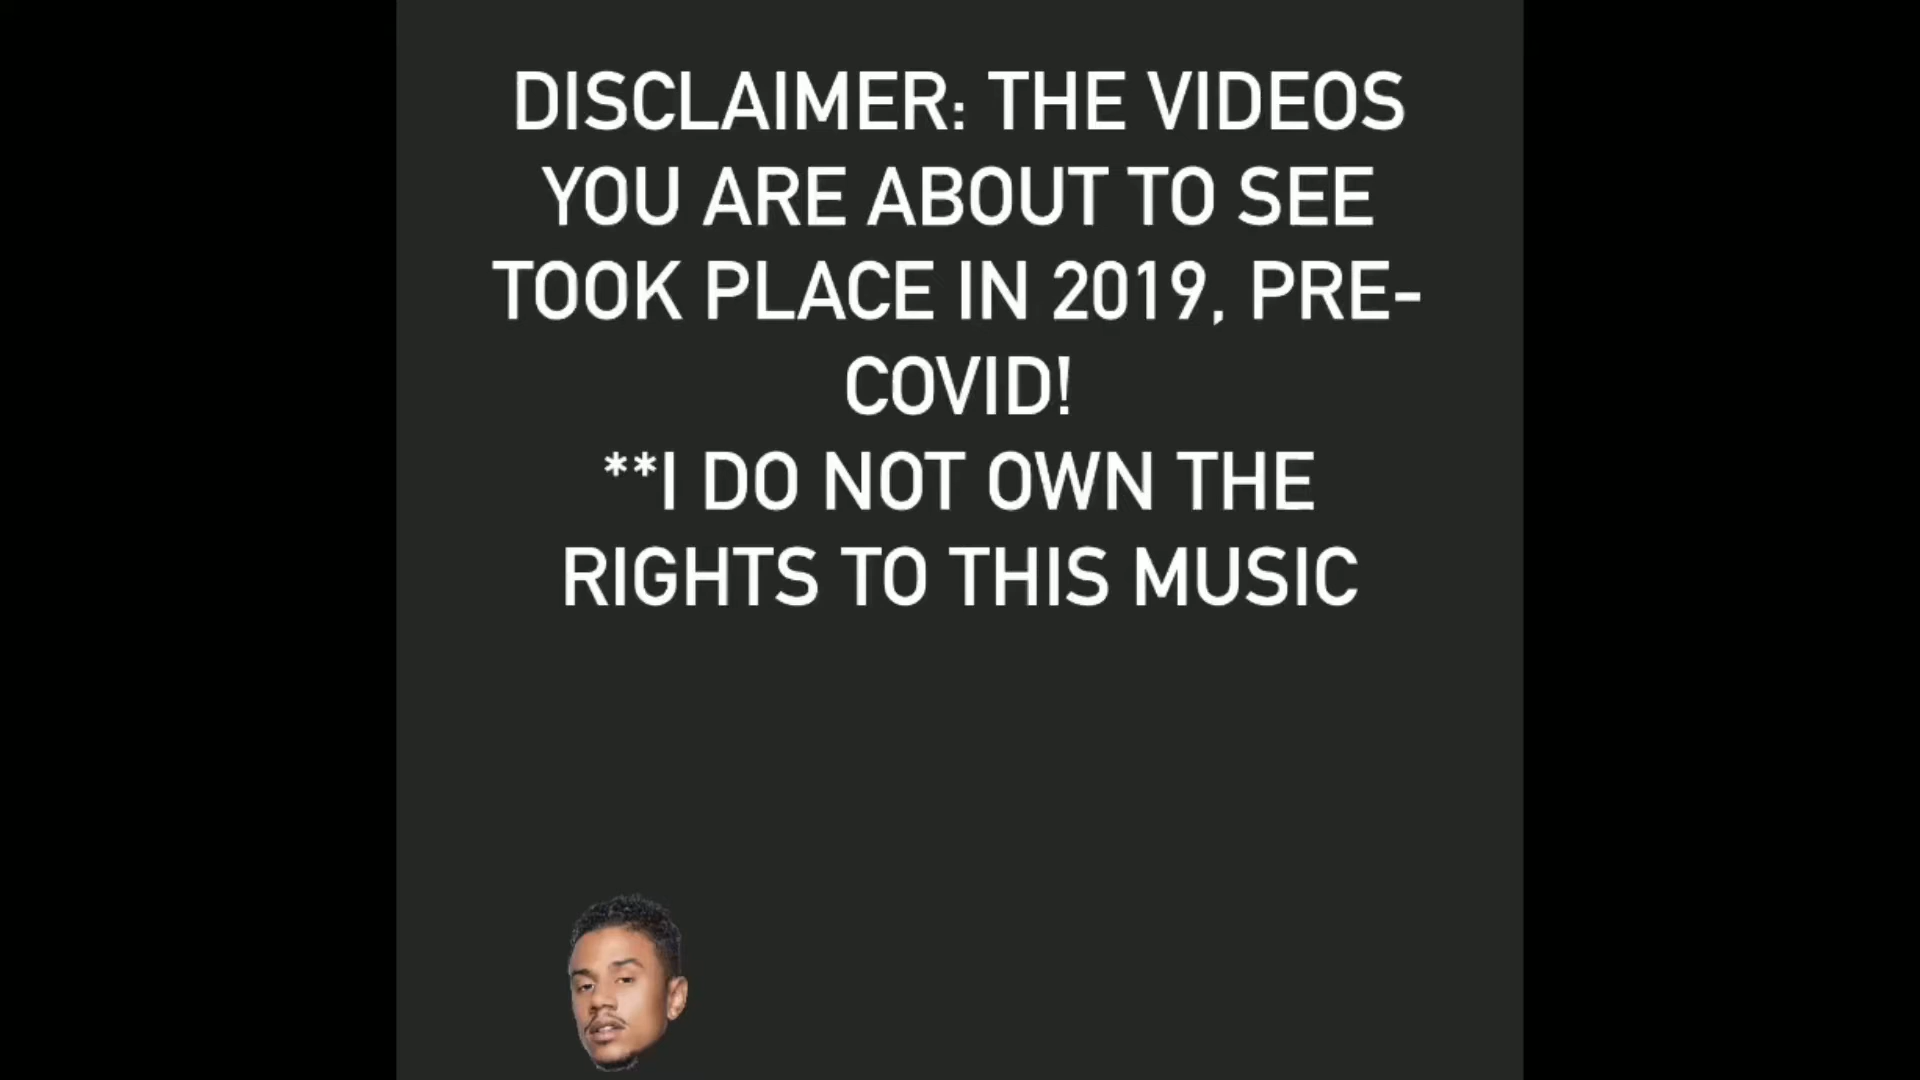 DISCLAIMER: THE VIDEOS
YOU ARE ABOUT TO SEE
TOOK PLACE IN 2019, PRE-
COVID!
**I DO NOT OWN THE
RIGHTS TO THIS MUSIC